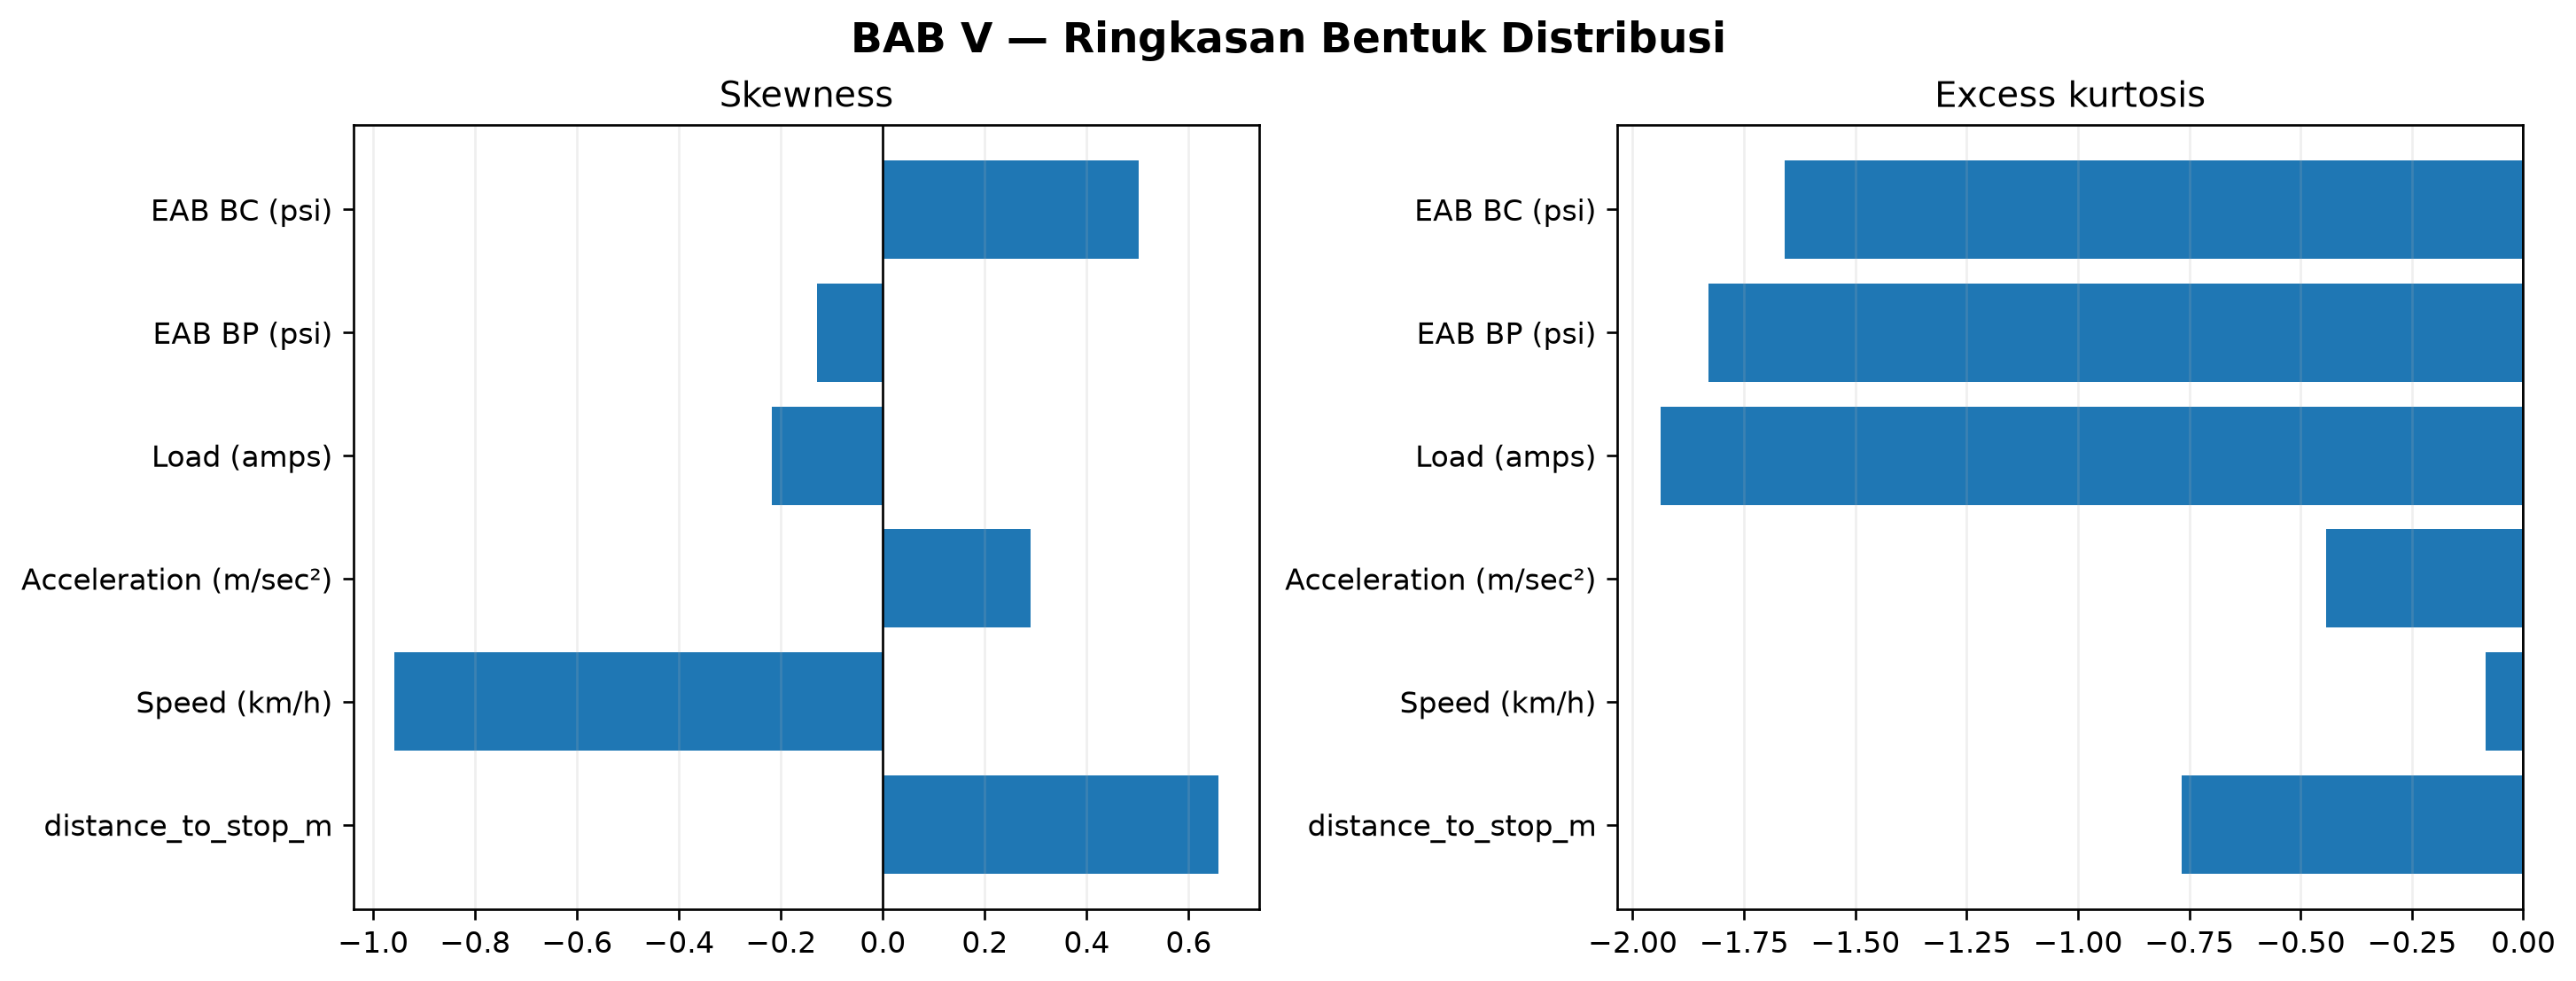 BAB V — Ringkasan Bentuk Distribusi
Skewness
EAB BC (psi)
EAB BP (psi)
Load (amps)
Acceleration (m/sec²)
Speed (km/h)
distance_to_stop_m
−1.0 −0.8 −0.6 −0.4 −0.2 0.0 0.2 0.4 0.6
Excess kurtosis
EAB BC (psi)
EAB BP (psi)
Load (amps)
Acceleration (m/sec²)
Speed (km/h)
distance_to_stop_m
−2.00 −1.75 −1.50 −1.25 −1.00 −0.75 −0.50 −0.25 0.00